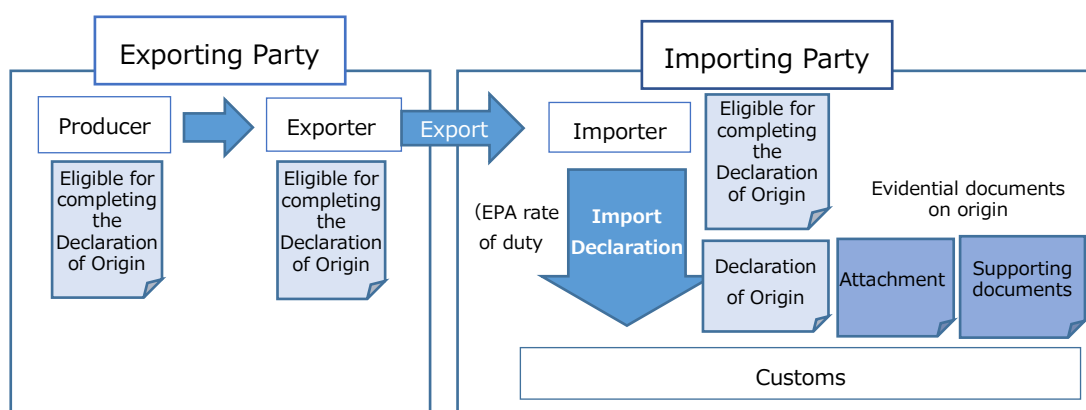 Exporting Party
Importing Party
Producer
Exporter
Export
Importer
Eligible for
completing
the
Declaration
of Origin
Eligible for
completing
the
Declaration
of Origin
Eligible for
completing
the
Declaration
of Origin
(EPA rate
of duty
Import
Declaration
Evidential documents
on origin
Declaration
of Origin
Attachment
Supporting
documents
Customs